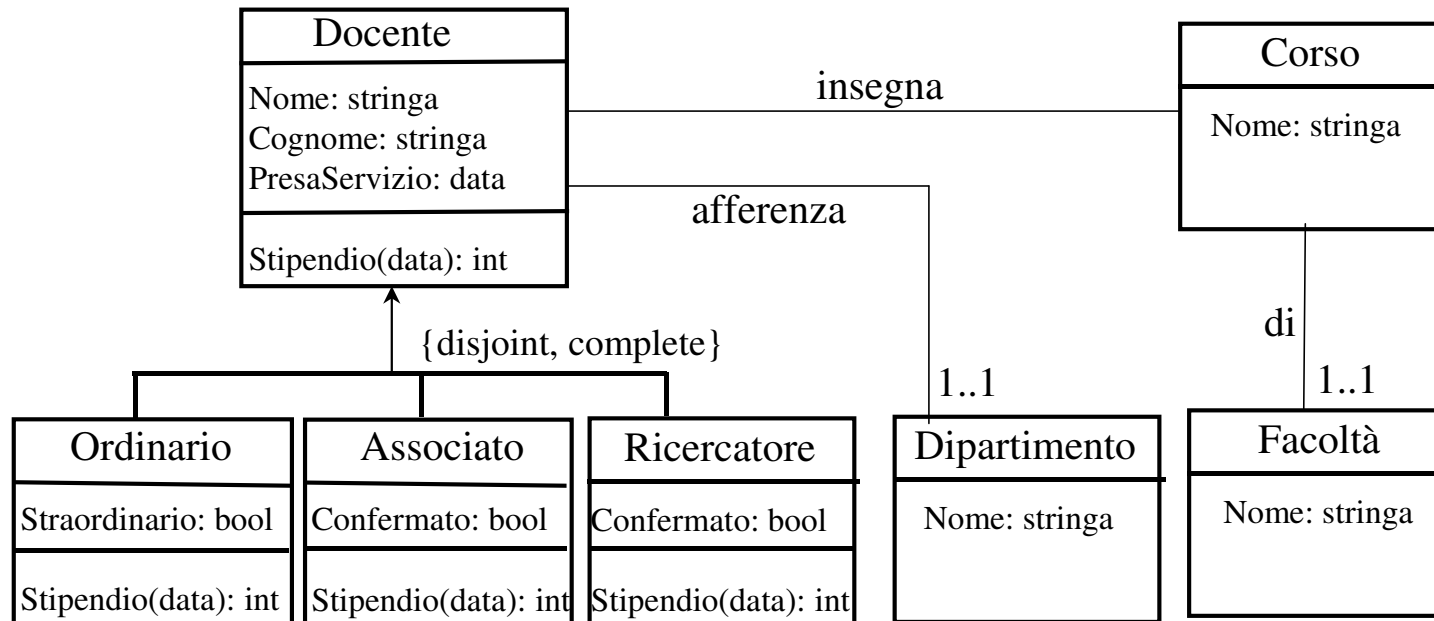 Docente
Nome: stringa
Cognome: stringa
PresaServizio: data
Stipendio(data): int
insegna
afferenza
Corso
Nome: stringa
di
{disjoint, complete}
1..1
1..1
Ordinario
Straordinario: bool
Stipendio(data): int
Associato
Confermato: bool
Stipendio(data): int
Ricercatore
Confermato: bool
Stipendio(data): int
Dipartimento
Nome: stringa
Facoltà
Nome: stringa